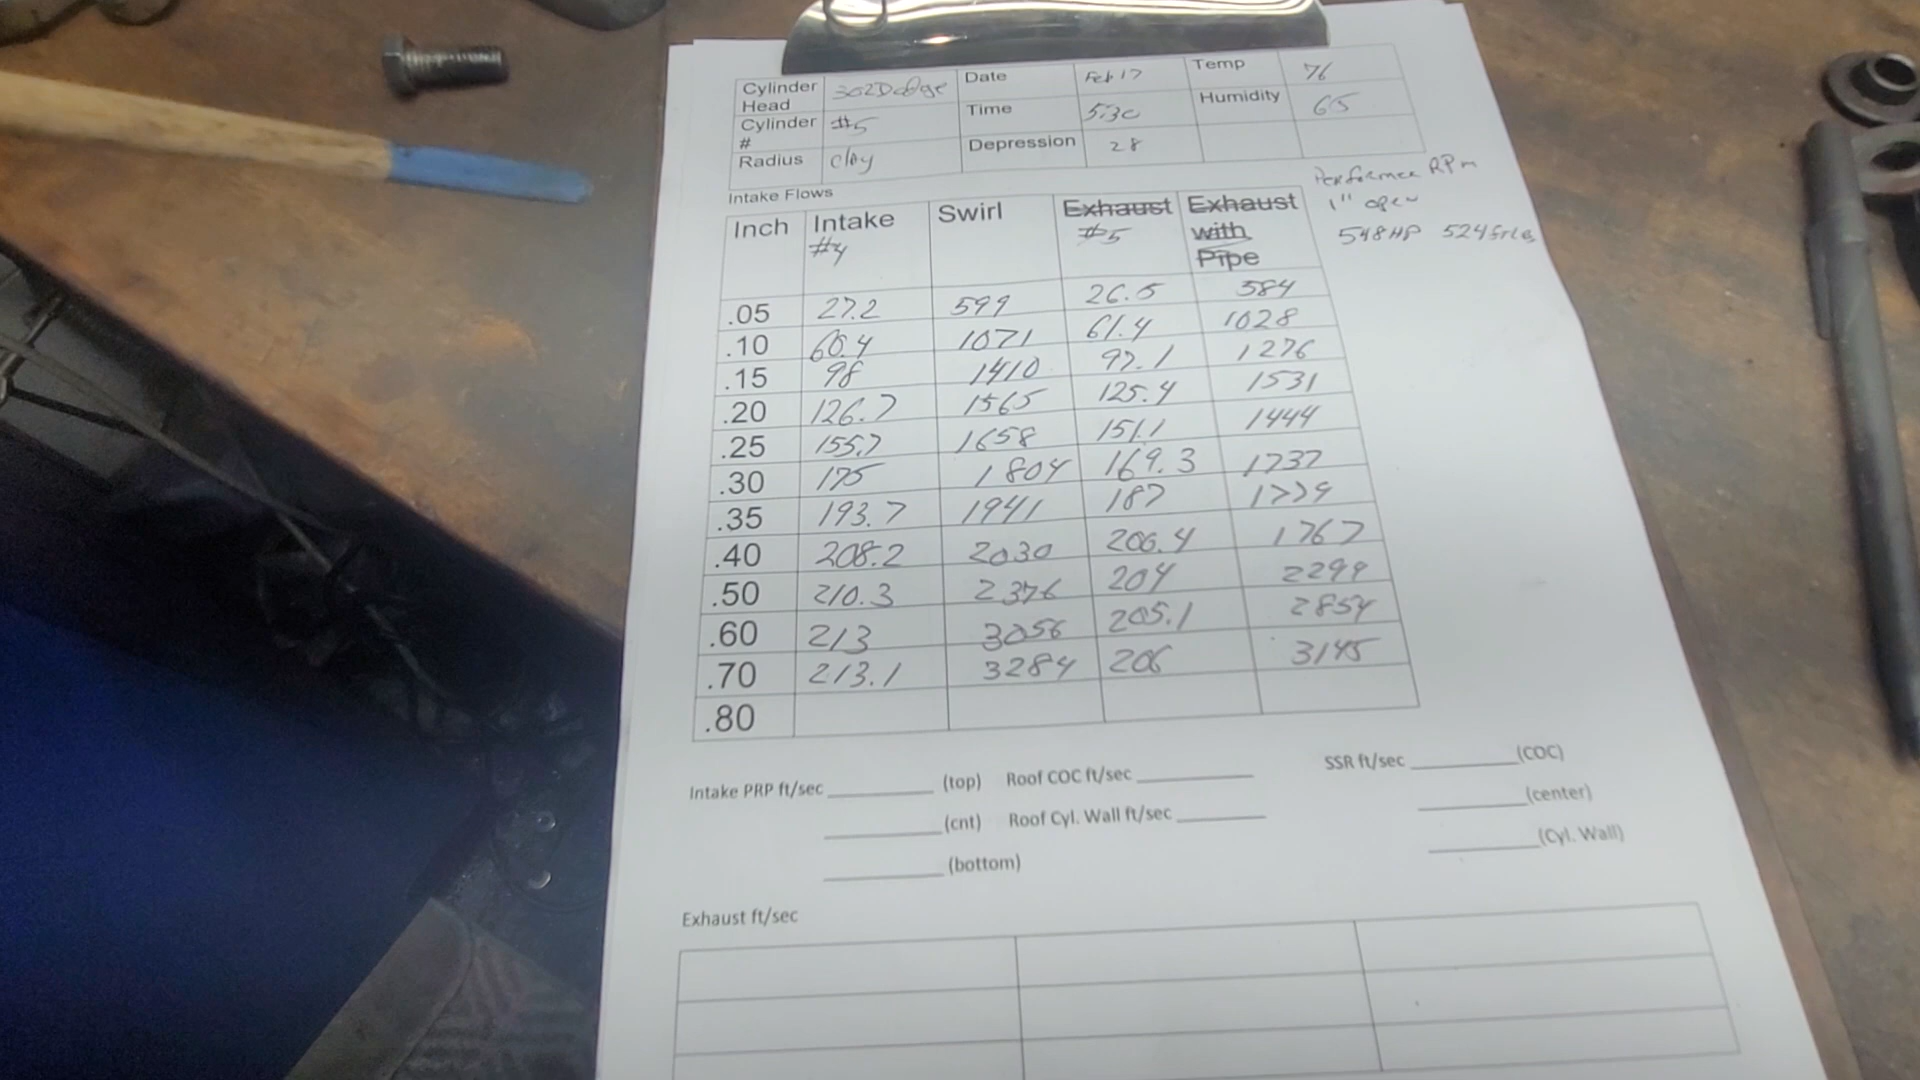 Cylinder Head 302Dodge Date Feb 17 Temp 76
Cylinder # #5 Time 5:30 Humidity 65
Radius Clay Depression 28
Performer RPM
1" open
548HP 524ftlbs
Intake Flows
Inch Intake #4 Swirl Exhaust #5 Exhaust with Pipe
.05 27.2 599 26.5 584
.10 60.4 1071 61.4 1028
.15 98 1410 97.1 1276
.20 126.7 1565 125.4 1531
.25 155.7 1658 151.1 1444
.30 175 1804 169.3 1737
.35 193.7 1941 187
.40 208.2 2030 206.4 1767
.50 210.3 2376 204 2299
.60 213 3056 205.1 2854
.70 213.1 3284 206 3145
.80
Intake PRP ft/sec (top) Roof COC ft/sec SSR ft/sec (COC)
(cnt) Roof Cyl. Wall ft/sec (center)
(bottom) (Cyl. Wall)
Exhaust ft/sec